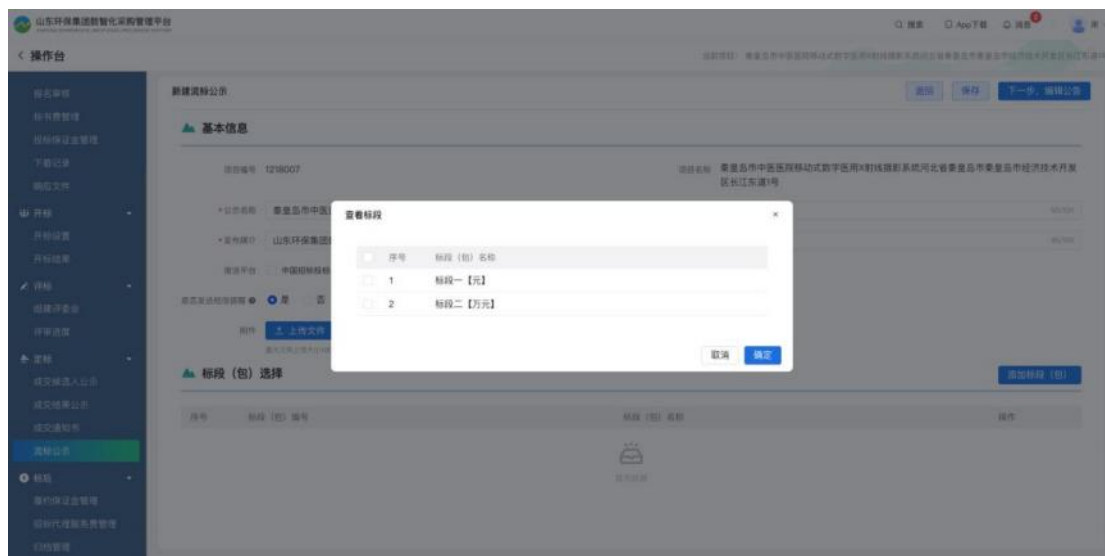 山东环保集团数智化采购管理平台
搜索 App下载 消息
< 操作台
报名审核
标书费管理
投标保证金管理
下载记录
响应文件
开标
开标设置
开标结果
评标
组建评委会
评审进度
定标
成交候选人公示
成交结果公示
成交通知书
流标公示
标后
履约保证金管理
招标代理服务费管理
归档管理
新建流标公示
返回 保存 下一步，编辑公告
基本信息
项目编号 1218007
项目名称 秦皇岛市中医医院移动式数字医用X射线摄影系统河北省秦皇岛市秦皇岛市经济技术开发区长江东道1号
*公告名称 秦皇岛市中医
*发布媒介 山东环保集团
推送平台 中国招标投标
是 否
附件 上传文件
查看标段 ×
序号 标段（包）名称
1 标段一【元】
2 标段二【万元】
取消 确定
标段（包）选择 添加标段（包）
序号 标段（包）编号 标段（包）名称 操作
暂无数据